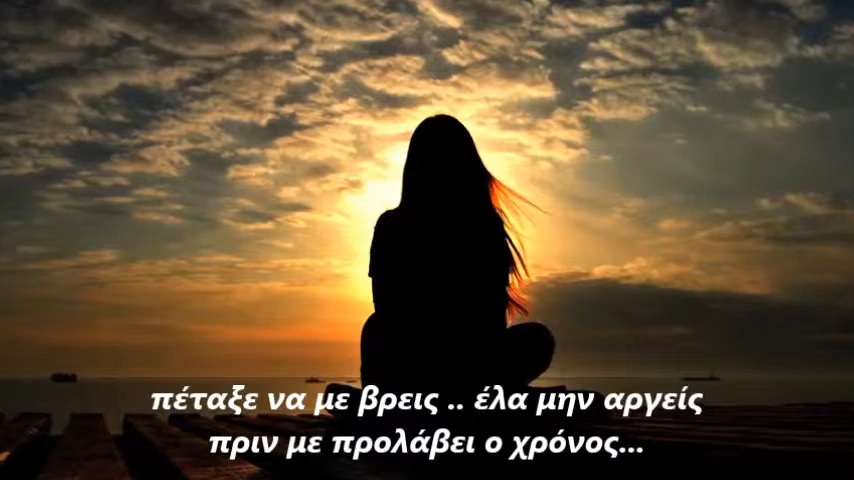 πέταξε να με βρεις .. έλα μην αργείς
πριν με προλάβει ο χρόνος...